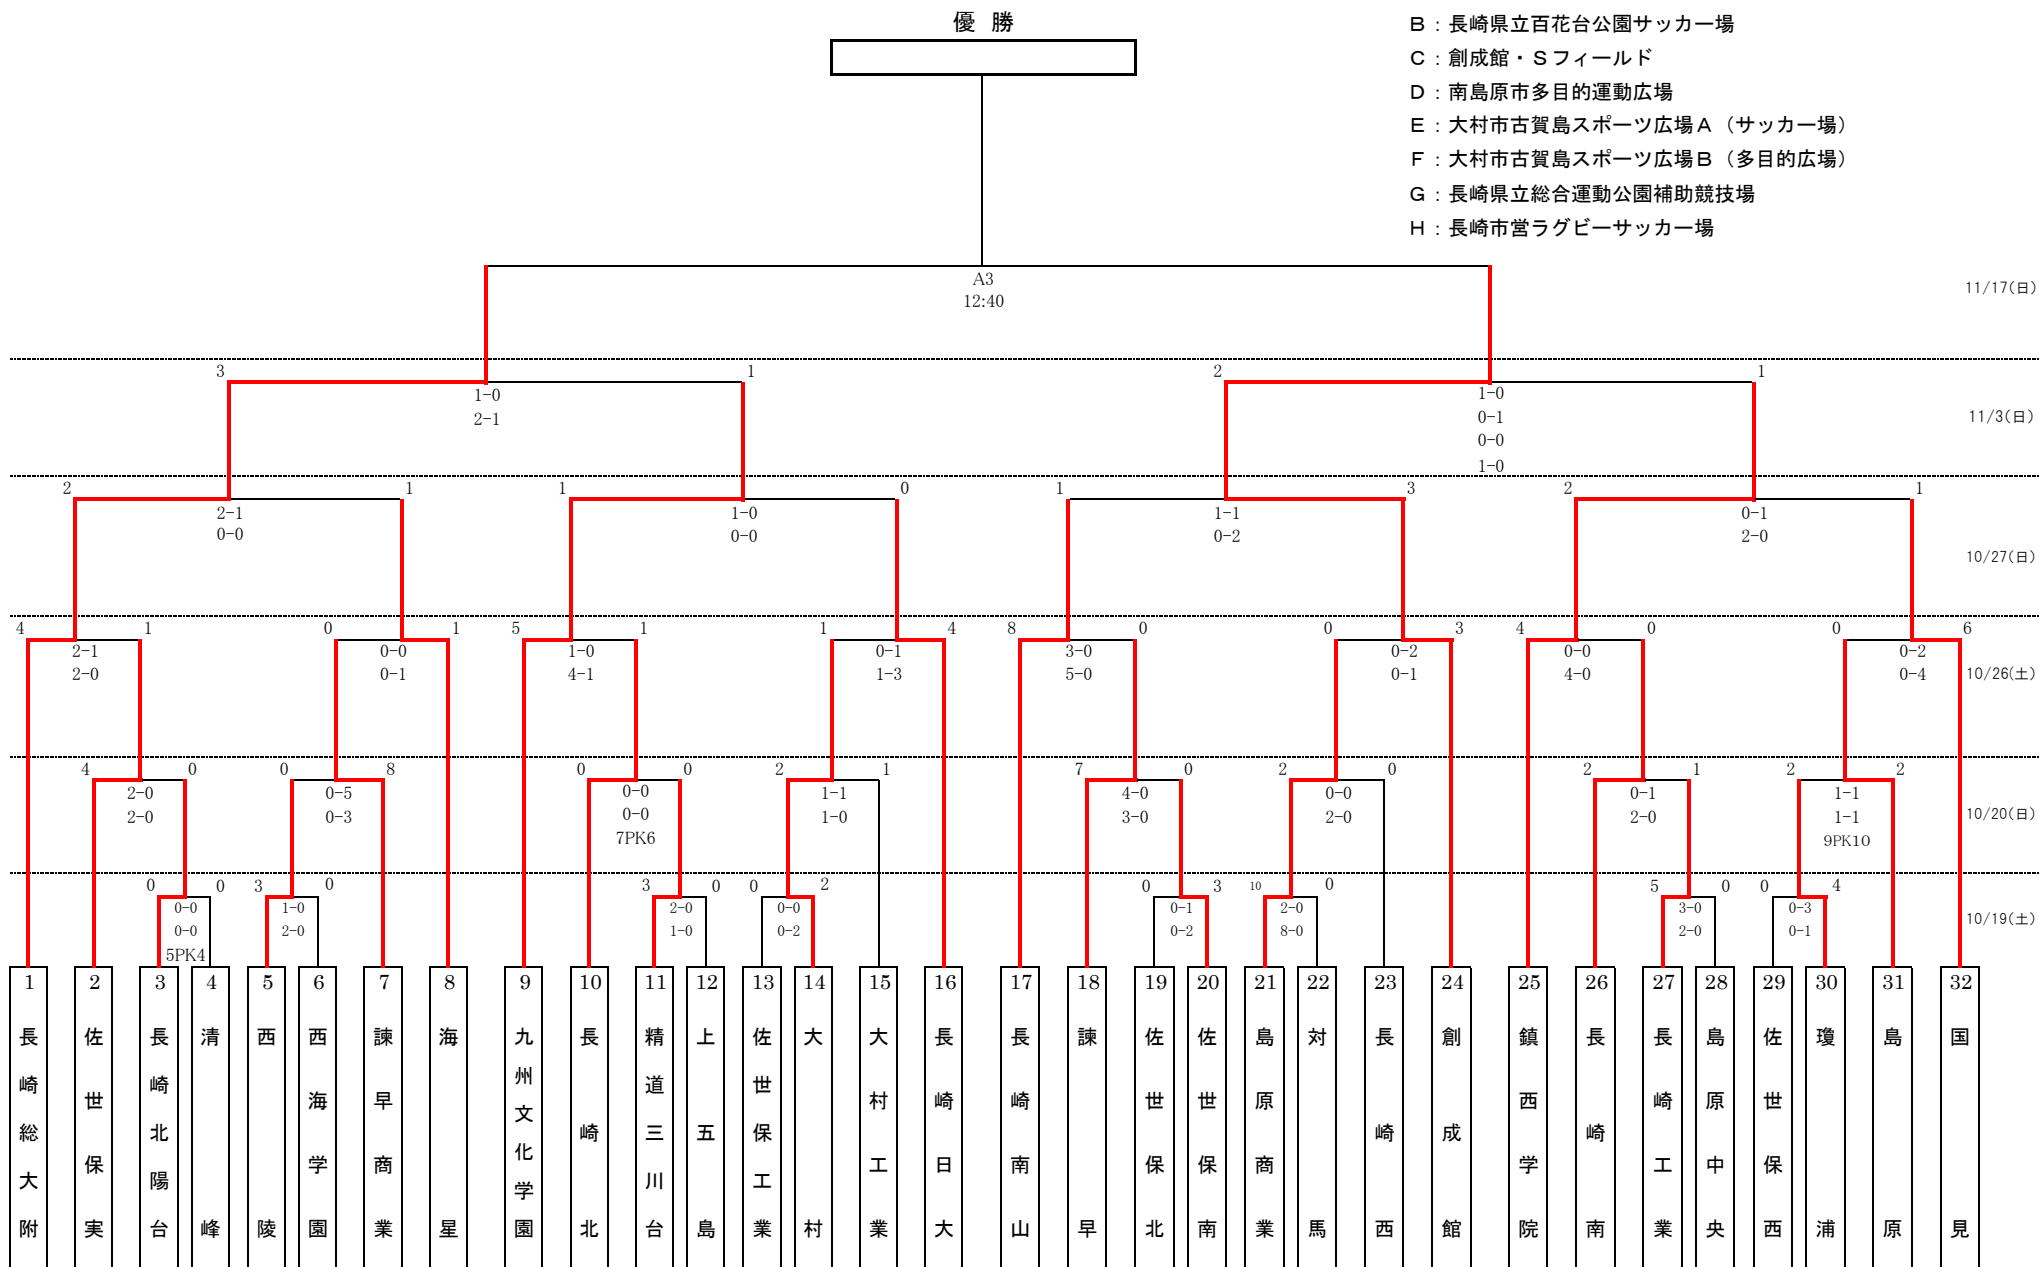 優 勝
B：長崎県立百花台公園サッカー場
C：創成館・Sフィールド
D：南島原市多目的運動広場
E：大村市古賀島スポーツ広場A（サッカー場）
F：大村市古賀島スポーツ広場B（多目的広場）
G：長崎県立総合運動公園補助競技場
H：長崎市営ラグビーサッカー場
A3
12:40
11/17(日)
3 1 2 1
1-0 1-0
2-1 0-1
0-0
1-0
11/3(日)
2 1 1 0 1 3 2 1
2-1 1-0 1-1 0-1
0-0 0-0 0-2 2-0
10/27(日)
4 1 0 1 5 1 1 4 8 0 0 3 4 0 0 6
2-1 0-0 1-0 0-1 3-0 0-2 0-0 0-2
2-0 0-1 4-1 1-3 5-0 0-1 4-0 0-4
10/26(土)
4 0 0 8 0 0 2 1 7 0 2 0 2 1 2 2
2-0 0-5 0-0 1-1 4-0 0-0 0-1 1-1
2-0 0-3 0-0 1-0 3-0 2-0 2-0 1-1
7PK6 9PK10
10/20(日)
0 0 3 0 3 0 0 2 0 3 10 0 5 0 0 4
0-0 1-0 2-0 0-0 0-1 2-0 3-0 0-3
0-0 2-0 1-0 0-2 0-2 8-0 2-0 0-1
5PK4
10/19(土)
1 長崎総大附
2 佐世保実
3 長崎北陽台
4 清峰
5 西陵
6 西海学園
7 諫早商業
8 海星
9 九州文化学園
10 長崎北
11 精道三川台
12 上五島
13 佐世保工業
14 大村
15 大村工業
16 長崎日大
17 長崎南山
18 諫早
19 佐世保北
20 佐世保南
21 島原商業
22 対馬
23 長崎西
24 創成館
25 鎮西学院
26 長崎南
27 長崎工業
28 島原中央
29 佐世保西
30 瓊浦
31 島原
32 国見